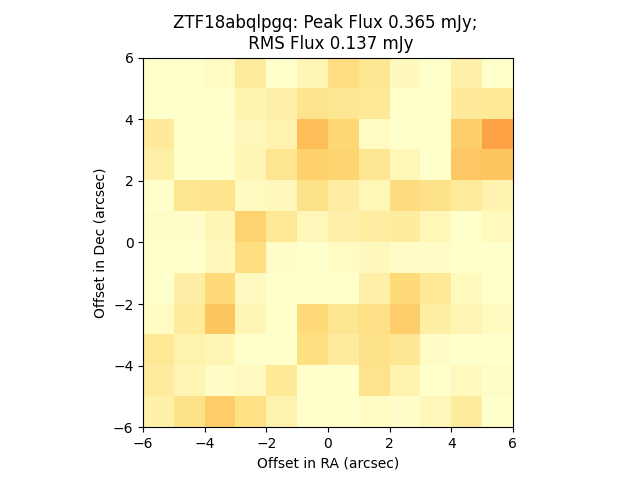 ZTF18abqlpgq: Peak Flux 0.365 mJy;
RMS Flux 0.137 mJy
6
4
2
0
−2
−4
−6
Offset in Dec (arcsec)
−6 −4 −2 0 2 4 6
Offset in RA (arcsec)